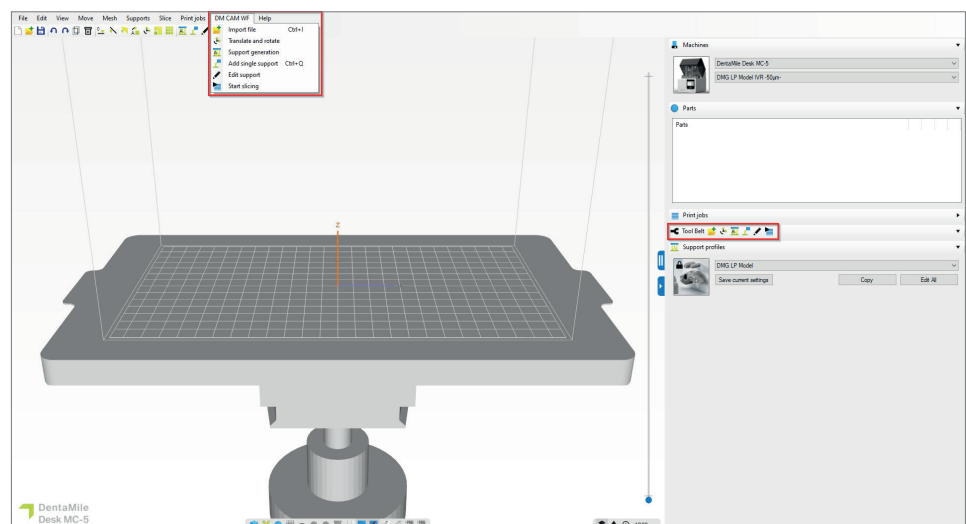 File Edit View Move Mesh Supports Slice Print jobs DM CAM WF Help
Import file Ctrl+I
Translate and rotate
Support generation
Add single support Ctrl+Q
Edit support
Start slicing
Machines
DentaMile Desk MC-5
DMG LP Model IVR -50µm-
Parts
Parts
Print jobs
Tool Belt
Support profiles
DMG LP Model
Save current settings Copy Edit All
Z
DentaMile
Desk MC-5